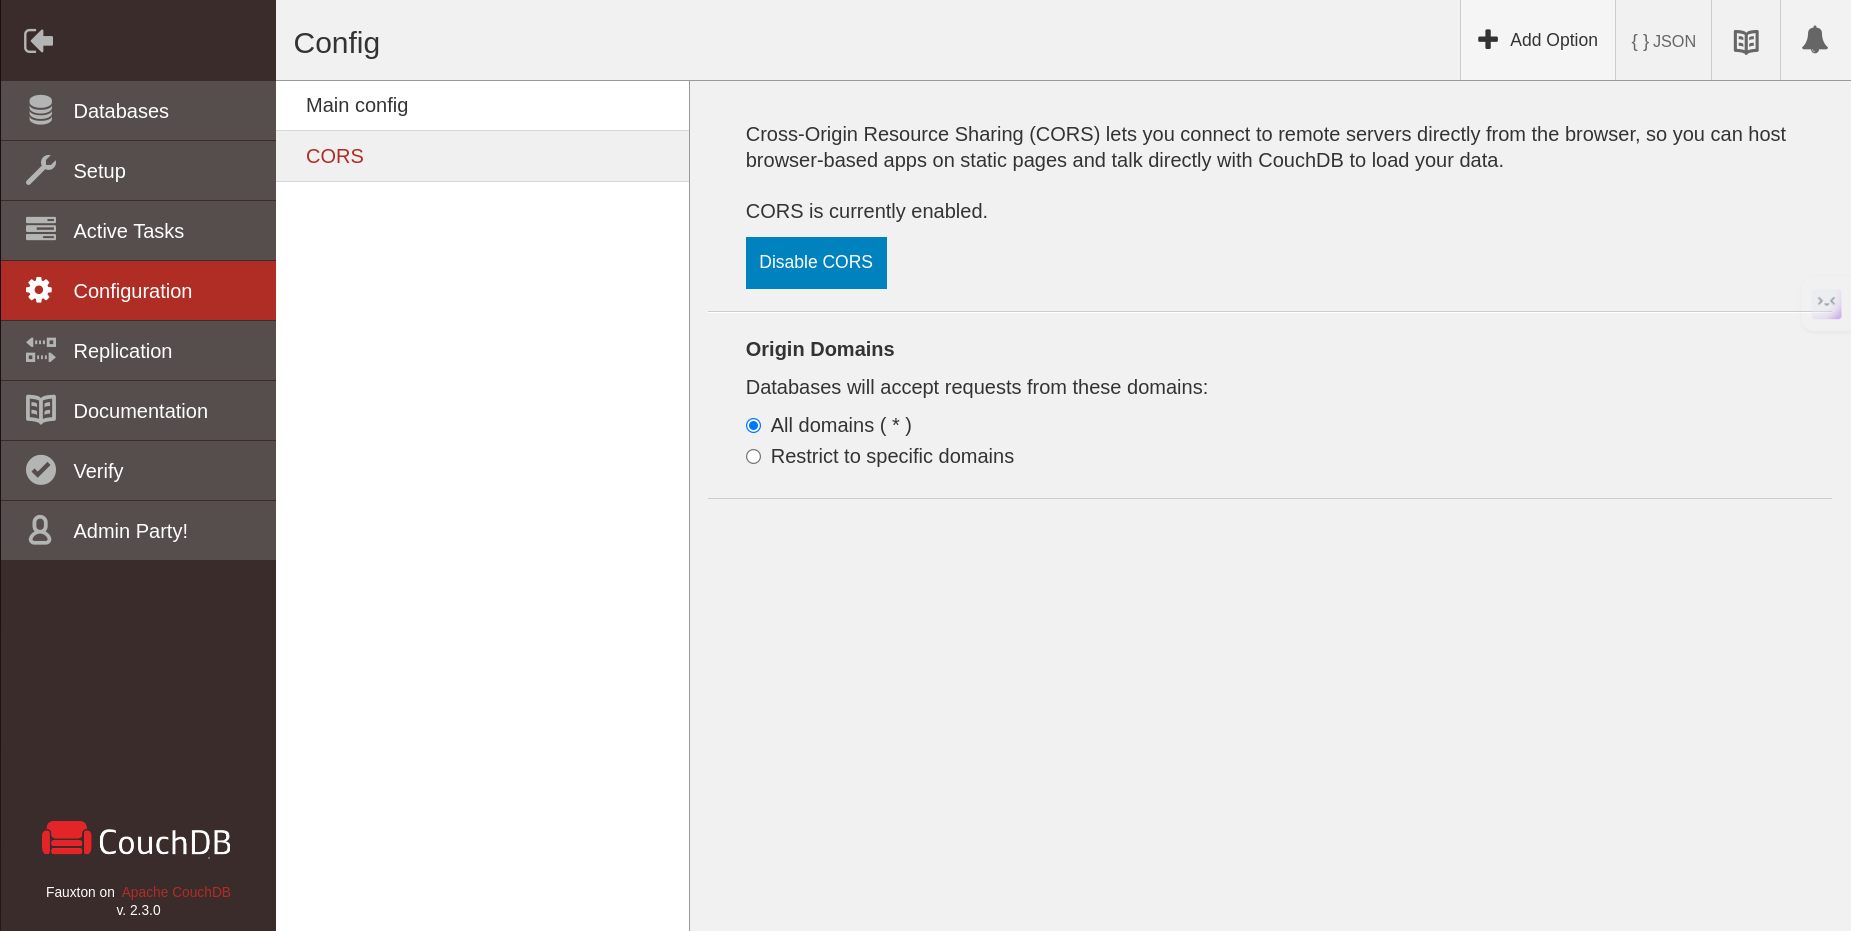 Config
Add Option
{ } JSON
Databases
Setup
Active Tasks
Configuration
Replication
Documentation
Verify
Admin Party!
CouchDB
Fauxton on Apache CouchDB
v. 2.3.0
Main config
CORS
Cross-Origin Resource Sharing (CORS) lets you connect to remote servers directly from the browser, so you can host
browser-based apps on static pages and talk directly with CouchDB to load your data.
CORS is currently enabled.
Disable CORS
Origin Domains
Databases will accept requests from these domains:
All domains ( * )
Restrict to specific domains